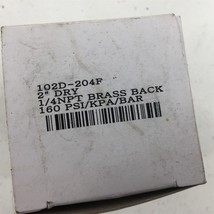 102D-204F
2" DRY
1/4NPT BRASS BACK
160 PSI/KPA/BAR